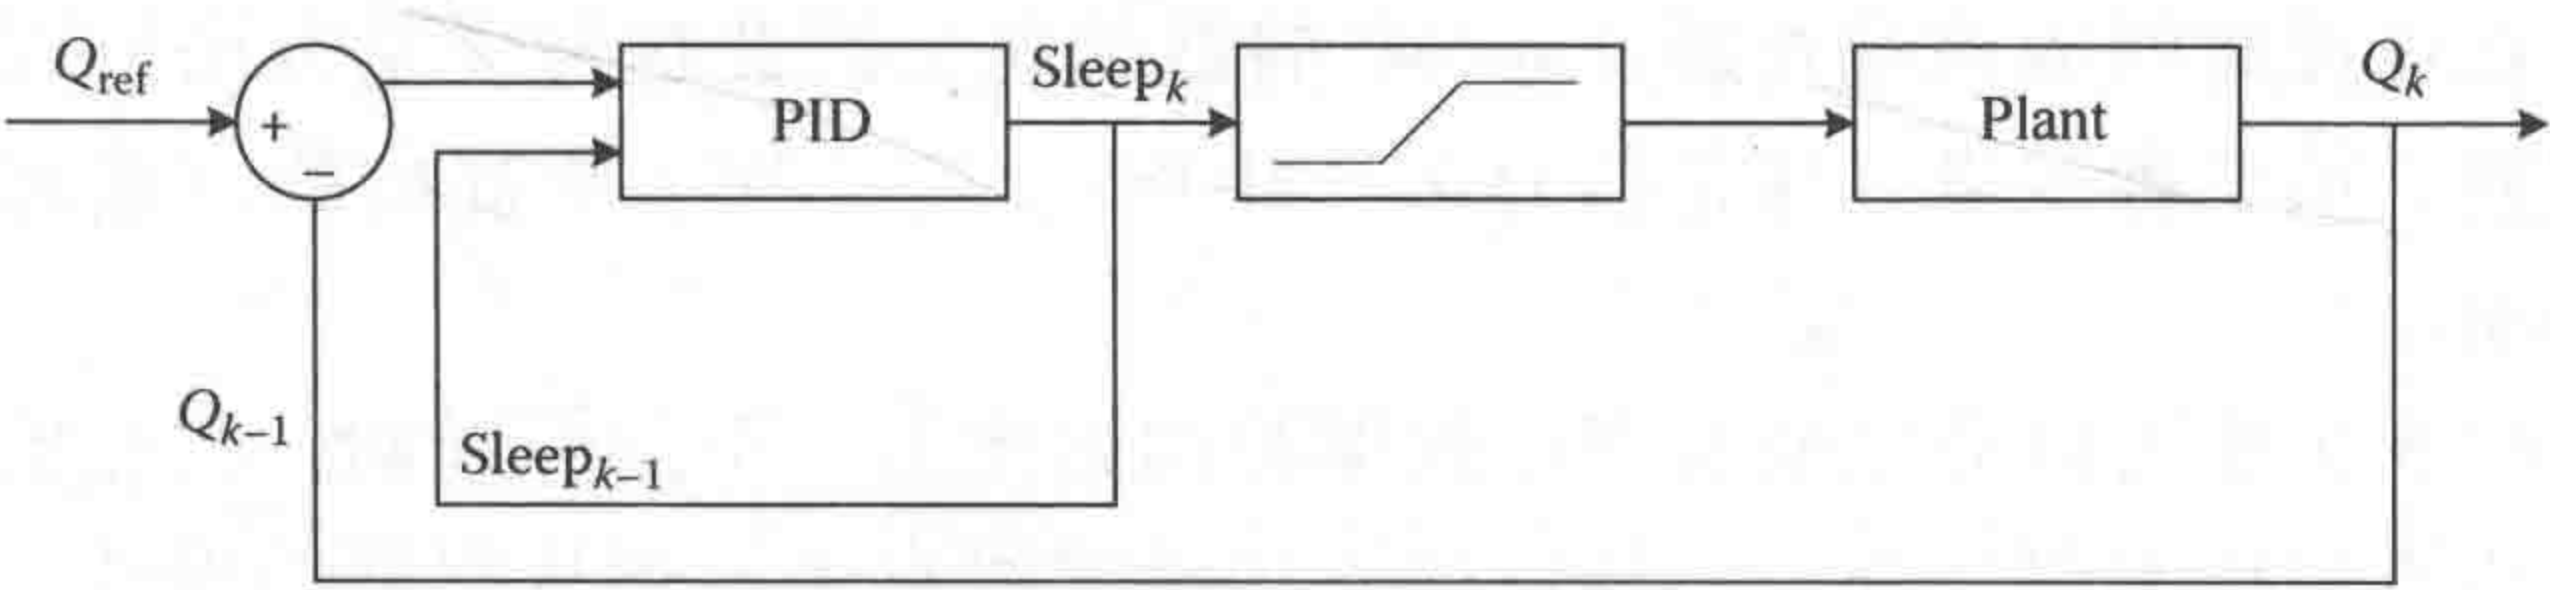 Q_ref
+
−
PID
Sleep_k
Plant
Q_k
Q_{k−1}
Sleep_{k−1}